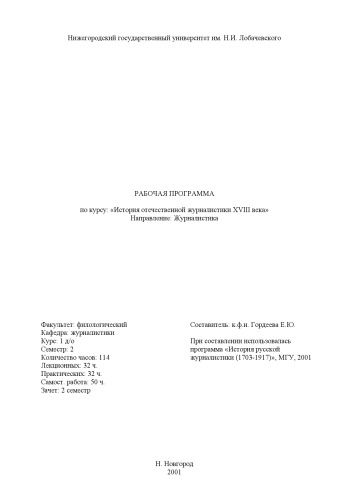 Нижегородский государственный университет им. Н.И. Лобачевского
РАБОЧАЯ ПРОГРАММА
по курсу: «История отечественной журналистики XVIII века»
Направление: Журналистика
Факультет: филологический
Кафедра: журналистики
Курс: 1 д/о
Семестр: 2
Количество часов: 114
Лекционных: 32 ч.
Практических: 32 ч.
Самост. работа: 50 ч.
Зачет: 2 семестр
Составитель: к.ф.н. Гордеева Е.Ю.
При составлении использовалась
программа «История русской
журналистики (1703-1917)», МГУ, 2001
Н. Новгород
2001